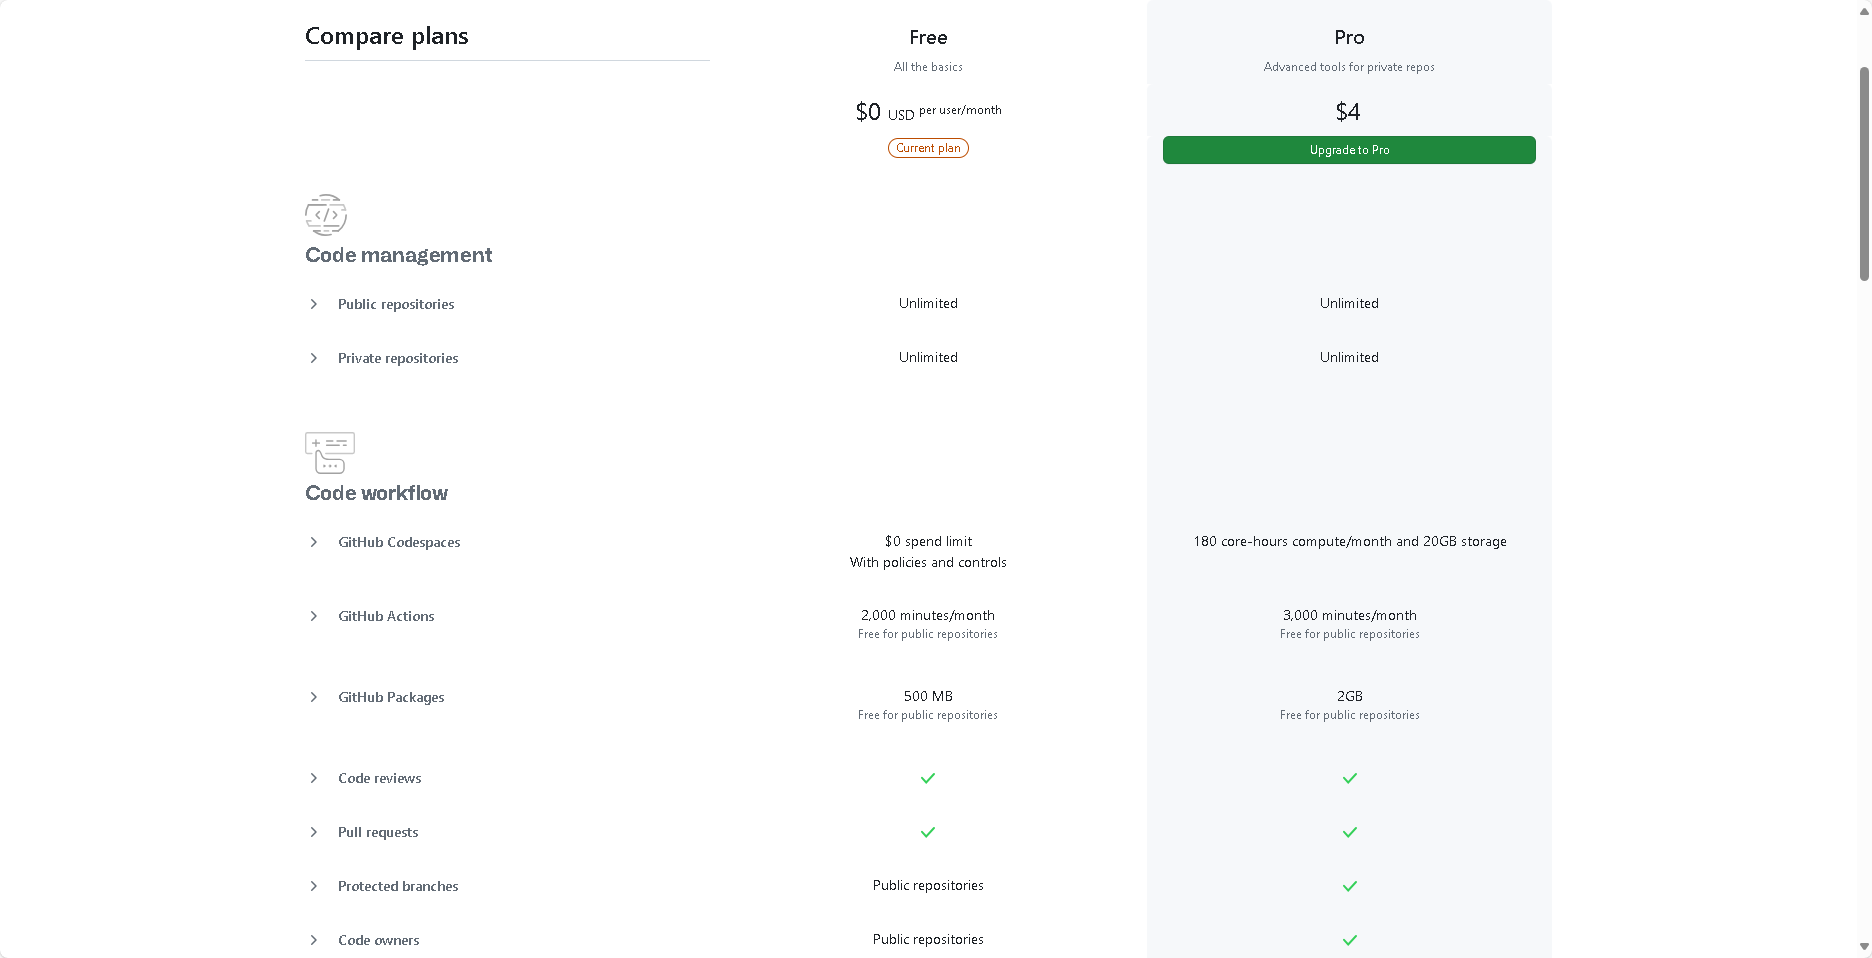 Compare plans
Free
Pro
All the basics
Advanced tools for private repos
$0 USD per user/month
$4
Current plan
Upgrade to Pro
Code management
Public repositories
Unlimited
Unlimited
Private repositories
Unlimited
Unlimited
Code workflow
GitHub Codespaces
$0 spend limit
With policies and controls
180 core-hours compute/month and 20GB storage
GitHub Actions
2,000 minutes/month
Free for public repositories
3,000 minutes/month
Free for public repositories
GitHub Packages
500 MB
Free for public repositories
2GB
Free for public repositories
Code reviews
Pull requests
Protected branches
Public repositories
Code owners
Public repositories